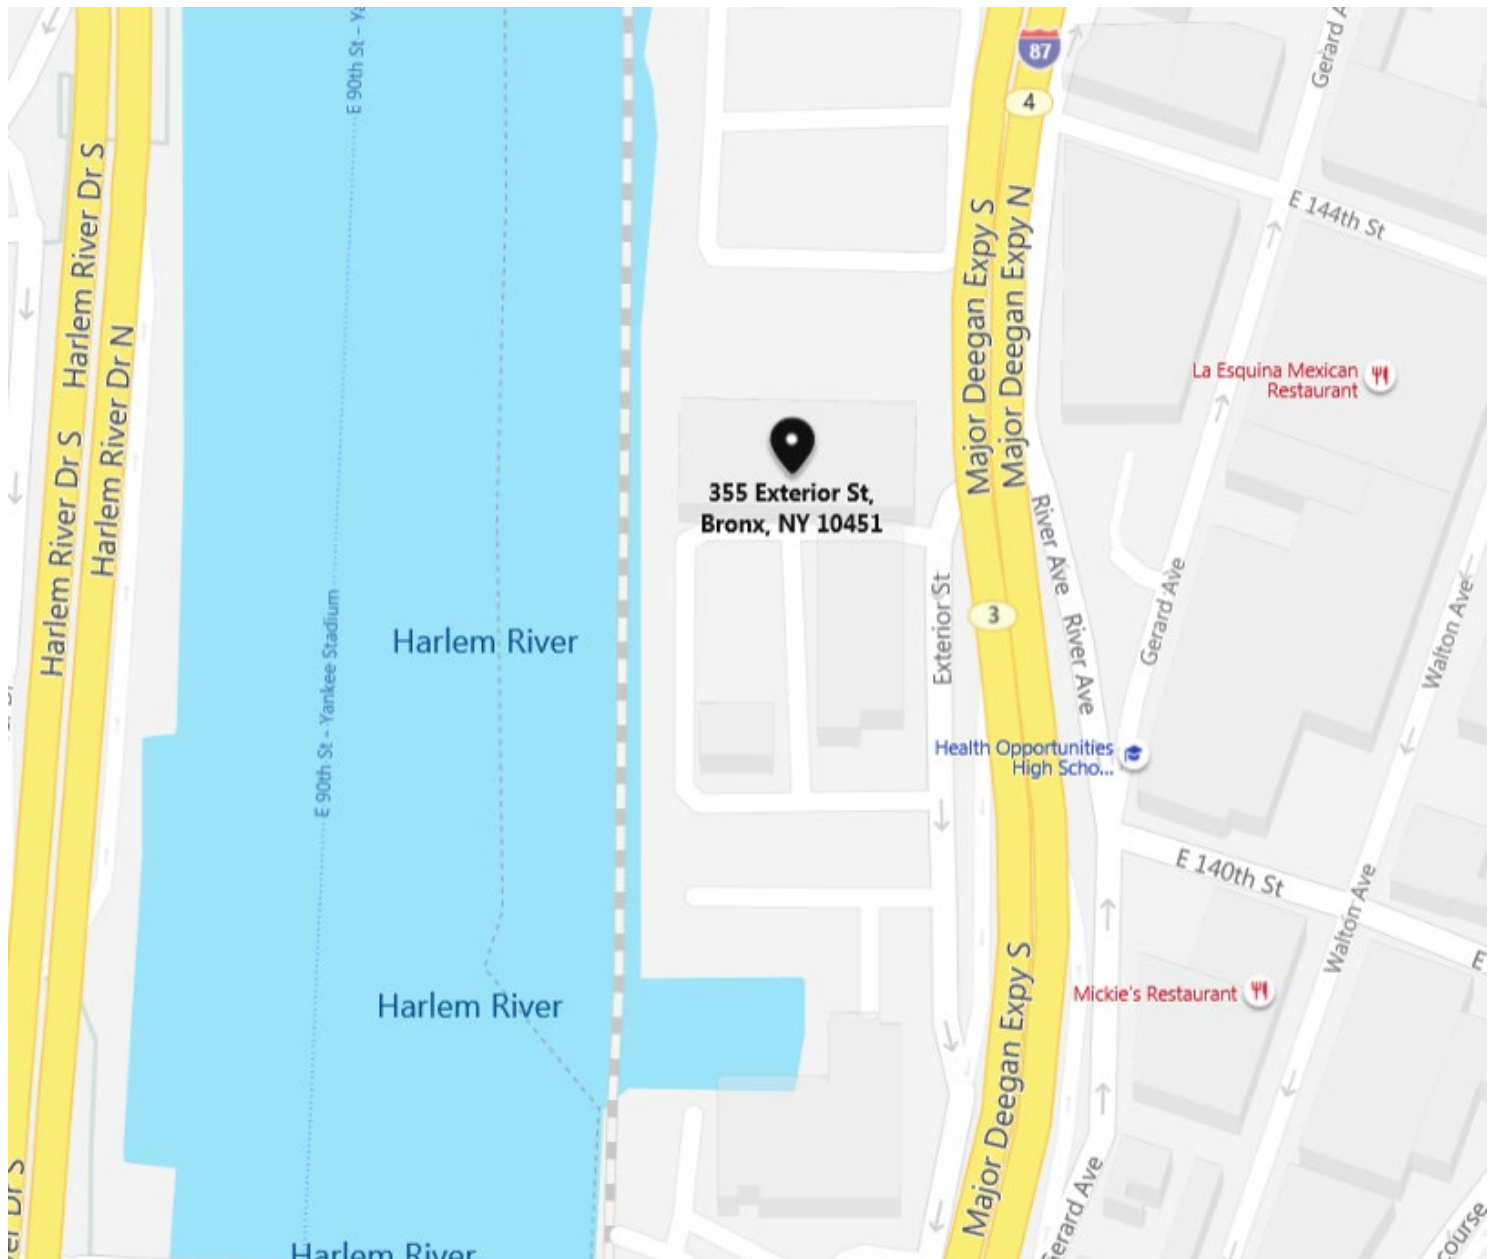 E 90th St – Ya
87
Gerard A
4
Harlem River Dr S
E 144th St
Major Deegan Expy S
Major Deegan Expy N
Harlem River Dr N
La Esquina Mexican
Restaurant
Harlem River Dr S
355 Exterior St,
Bronx, NY 10451
River Ave
Exterior St
3
Gerard Ave
Walton Ave
Harlem River
River Ave
E 90th St – Yankee Stadium
Health Opportunities
High Scho...
E 140th St
Walton Ave
E
Harlem River
Mickie's Restaurant
Major Deegan Expy S
er Dr S
Gerard Ave
course
Harlem River